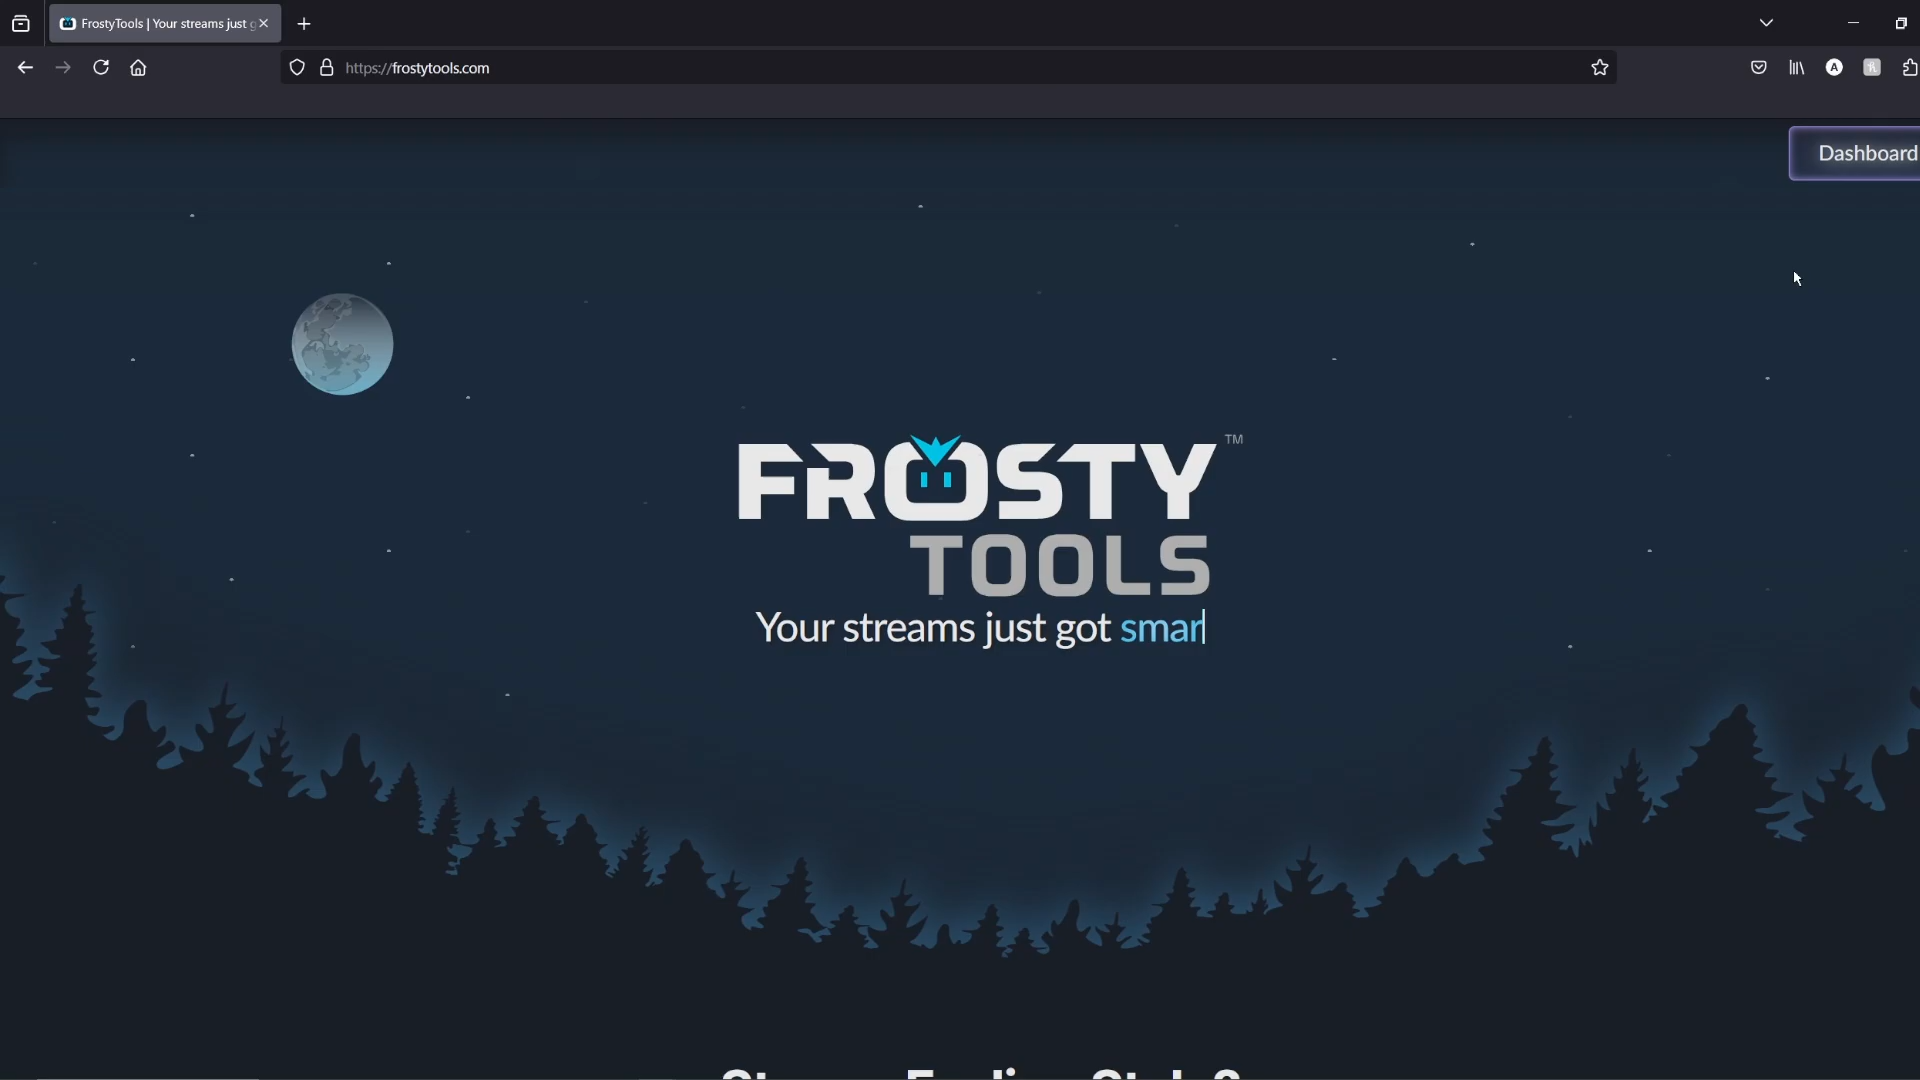 FrostyTools | Your streams just g
https://frostytools.com
Dashboard
FROSTY™
TOOLS
Your streams just got smar